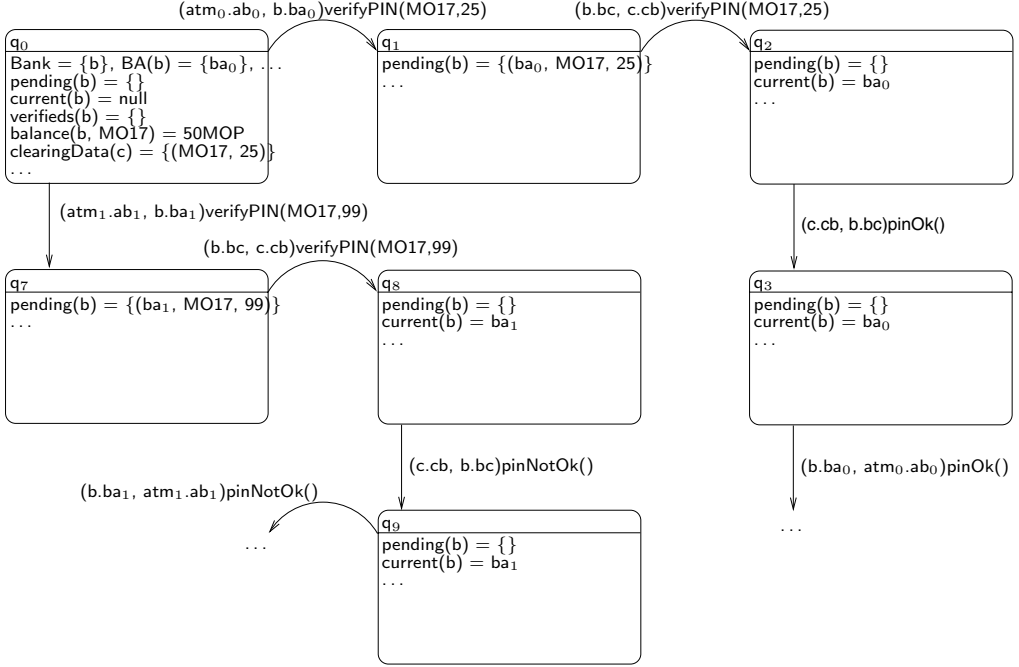 (atm₀.ab₀, b.ba₀)verifyPIN(MO17,25)
(b.bc, c.cb)verifyPIN(MO17,25)
q₀
Bank = {b}, BA(b) = {ba₀}, ...
pending(b) = {}
current(b) = null
verifieds(b) = {}
balance(b, MO17) = 50MOP
clearingData(c) = {(MO17, 25)}
...
q₁
pending(b) = {(ba₀, MO17, 25)}
...
q₂
pending(b) = {}
current(b) = ba₀
...
(atm₁.ab₁, b.ba₁)verifyPIN(MO17,99)
(c.cb, b.bc)pinOk()
(b.bc, c.cb)verifyPIN(MO17,99)
q₇
pending(b) = {(ba₁, MO17, 99)}
...
q₈
pending(b) = {}
current(b) = ba₁
...
q₃
pending(b) = {}
current(b) = ba₀
...
(c.cb, b.bc)pinNotOk()
(b.ba₀, atm₀.ab₀)pinOk()
(b.ba₁, atm₁.ab₁)pinNotOk()
...
...
q₉
pending(b) = {}
current(b) = ba₁
...